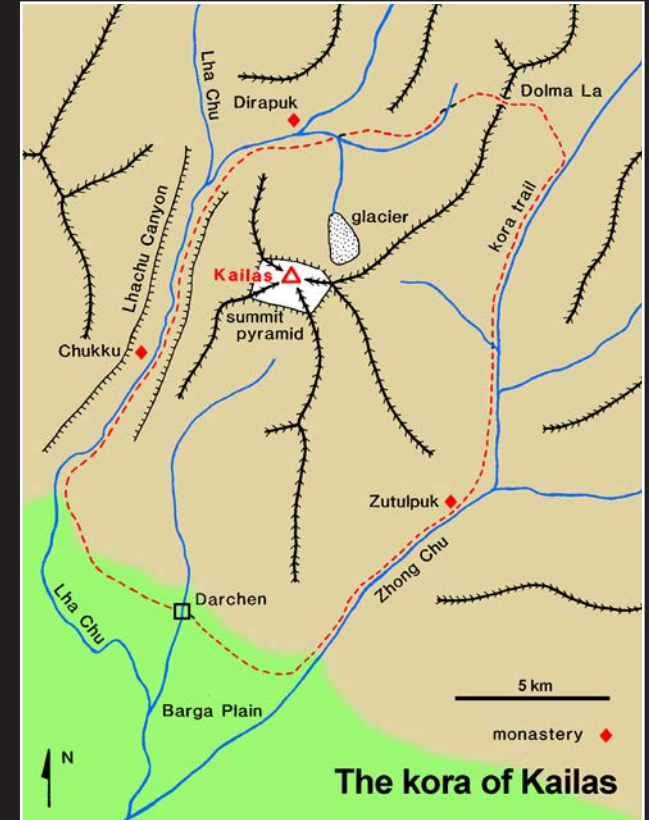 Lha Chu
Dirapuk
Dolma La
Lhachu Canyon
glacier
kora trail
Kailas
summit
pyramid
Chukku
Zutulpuk
Zhong Chu
Lha Chu
Darchen
Barga Plain
5 km
monastery
N
The kora of Kailas